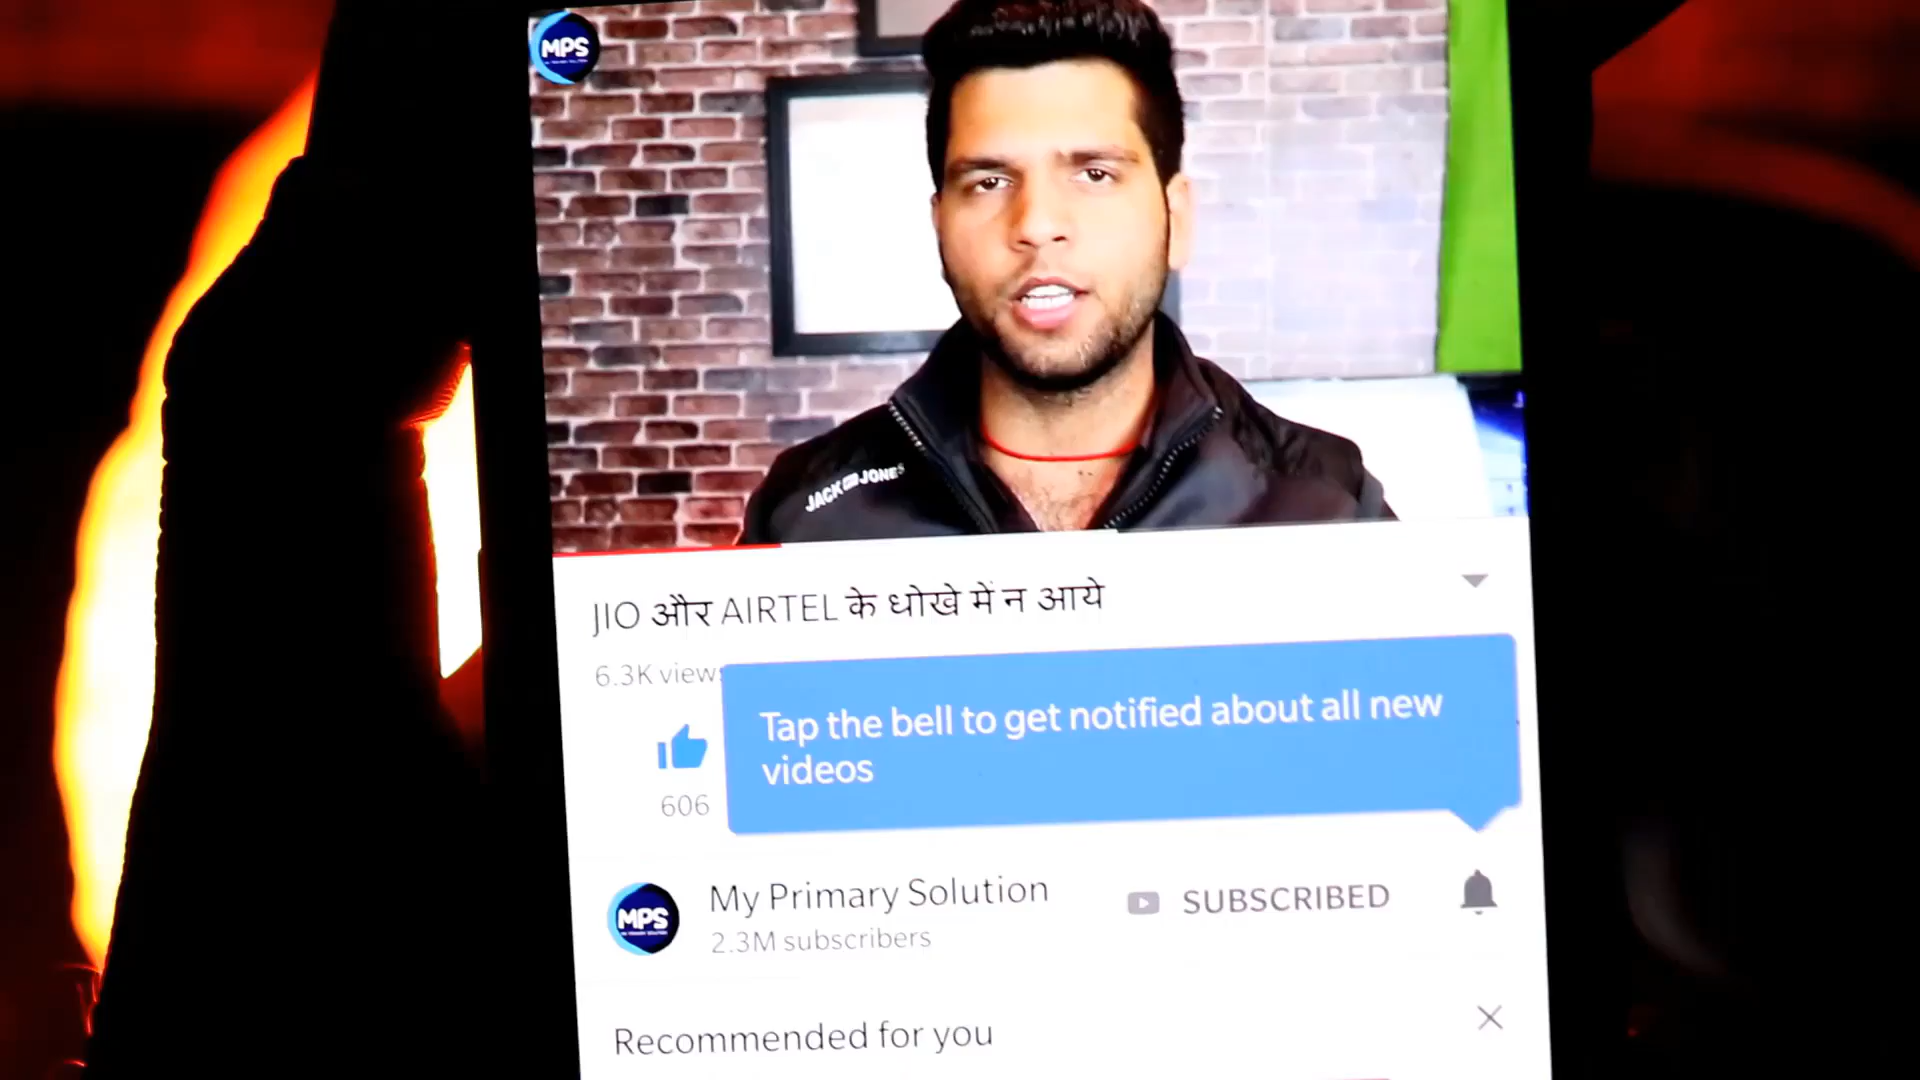 MPS
JACK JONES
JIO और AIRTEL के धोखे में न आये
6.3K views
Tap the bell to get notified about all new
videos
606
MPS
My Primary Solution
SUBSCRIBED
2.3M subscribers
Recommended for you